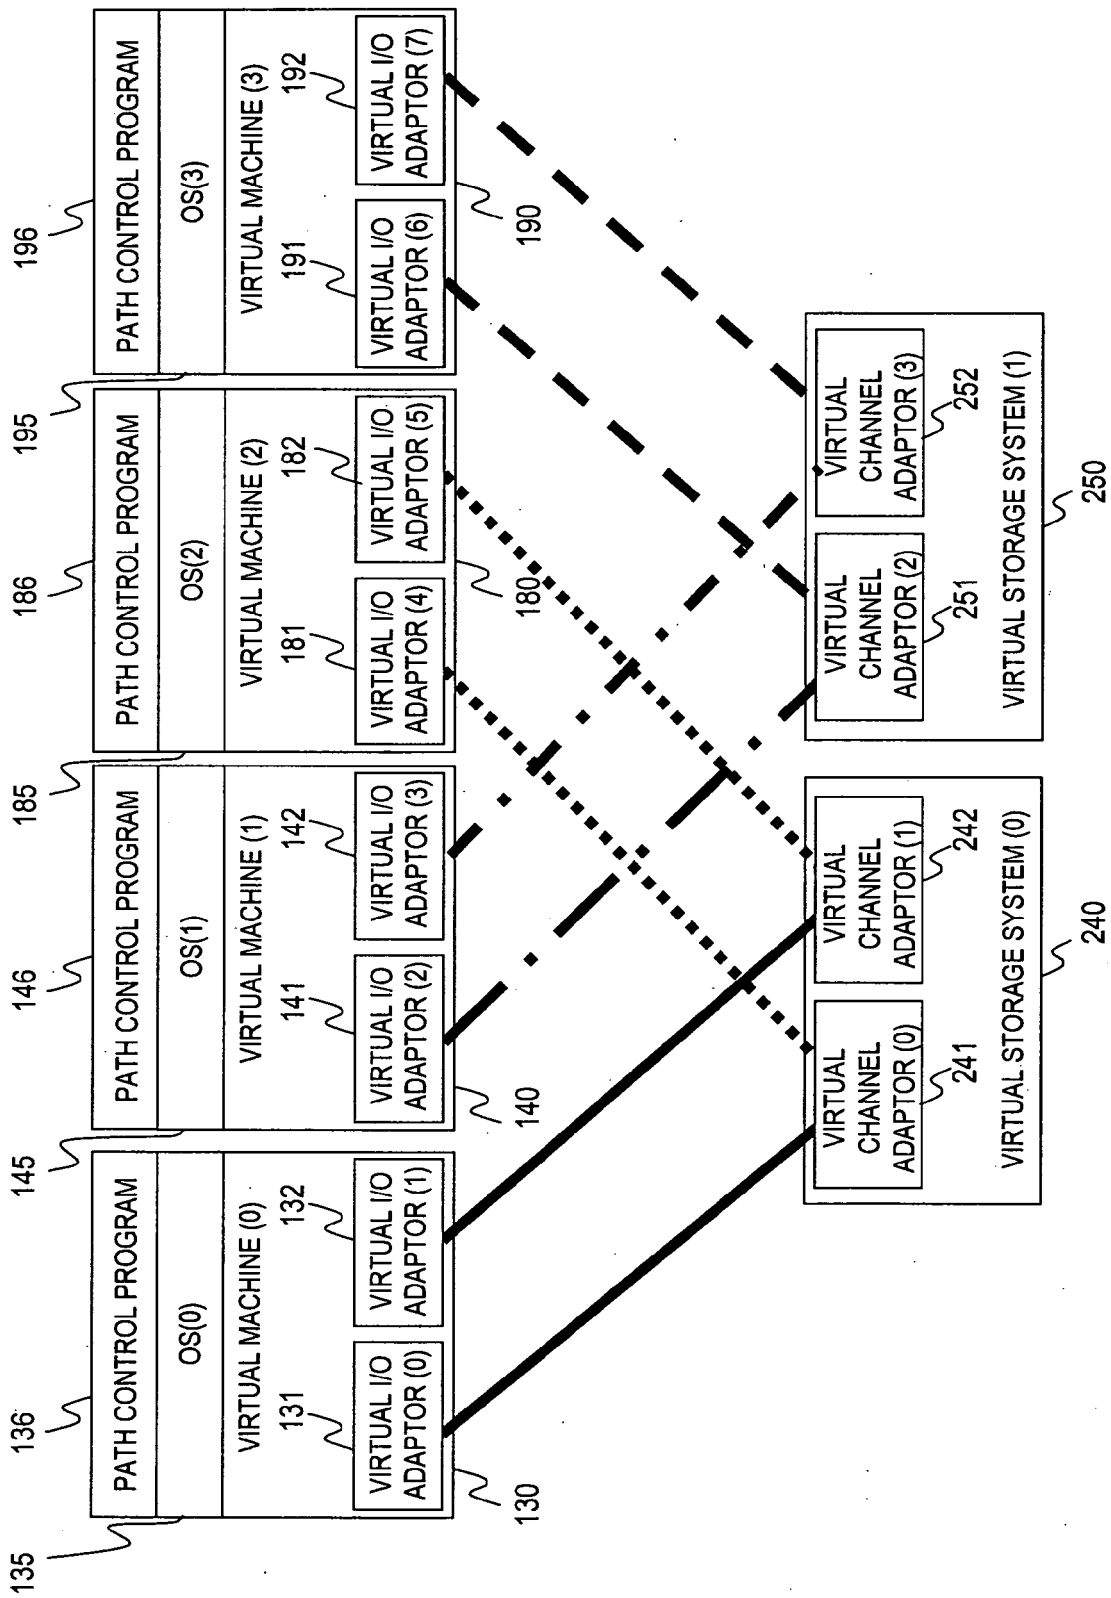 135
136
145
146
185
186
195
196
PATH CONTROL PROGRAM
OS(0)
VIRTUAL MACHINE (0)
131
132
VIRTUAL I/O
ADAPTOR (0)
VIRTUAL I/O
ADAPTOR (1)
130
PATH CONTROL PROGRAM
OS(1)
VIRTUAL MACHINE (1)
141
142
VIRTUAL I/O
ADAPTOR (2)
VIRTUAL I/O
ADAPTOR (3)
140
PATH CONTROL PROGRAM
OS(2)
VIRTUAL MACHINE (2)
181
182
VIRTUAL I/O
ADAPTOR (4)
VIRTUAL I/O
ADAPTOR (5)
180
PATH CONTROL PROGRAM
OS(3)
VIRTUAL MACHINE (3)
191
192
VIRTUAL I/O
ADAPTOR (6)
VIRTUAL I/O
ADAPTOR (7)
190
VIRTUAL
CHANNEL
ADAPTOR (0)
241
VIRTUAL
CHANNEL
ADAPTOR (1)
242
VIRTUAL STORAGE SYSTEM (0)
240
VIRTUAL
CHANNEL
ADAPTOR (2)
251
VIRTUAL
CHANNEL
ADAPTOR (3)
252
VIRTUAL STORAGE SYSTEM (1)
250